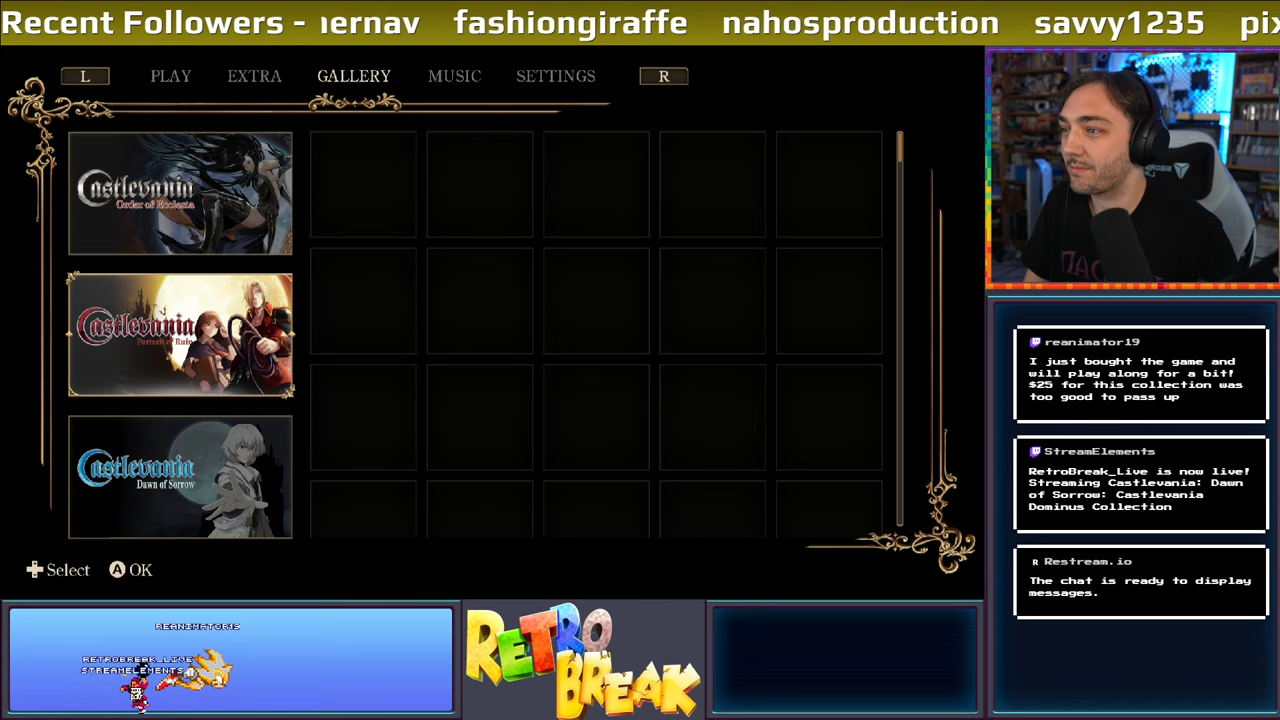 Recent Followers - ernav fashiongiraffe nahosproduction savvy1235 pix
L PLAY EXTRA GALLERY MUSIC SETTINGS R
Castlevania
Order of Ecclesia
Castlevania
Portrait of Ruin
Castlevania
Dawn of Sorrow
Select A OK
reanimator19
I just bought the game and
will play along for a bit!
$25 for this collection was
too good to pass up
StreamElements
RetroBreak_Live is now live!
Streaming Castlevania: Dawn
of Sorrow: Castlevania
Dominus Collection
R Restream.io
The chat is ready to display
messages.
REANIMATOR19
RETROBREAK_LIVE
STREAMELEMENTS
RETRO
BREAK